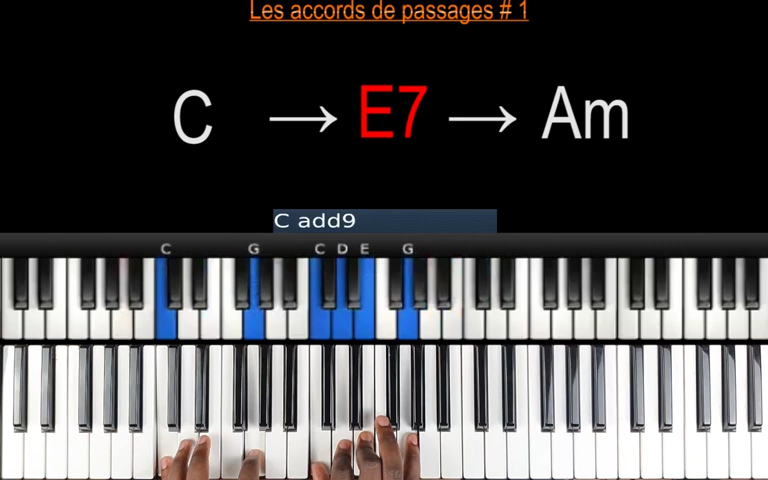 Les accords de passages # 1
C → E7 → Am
C add9
C G C D E G